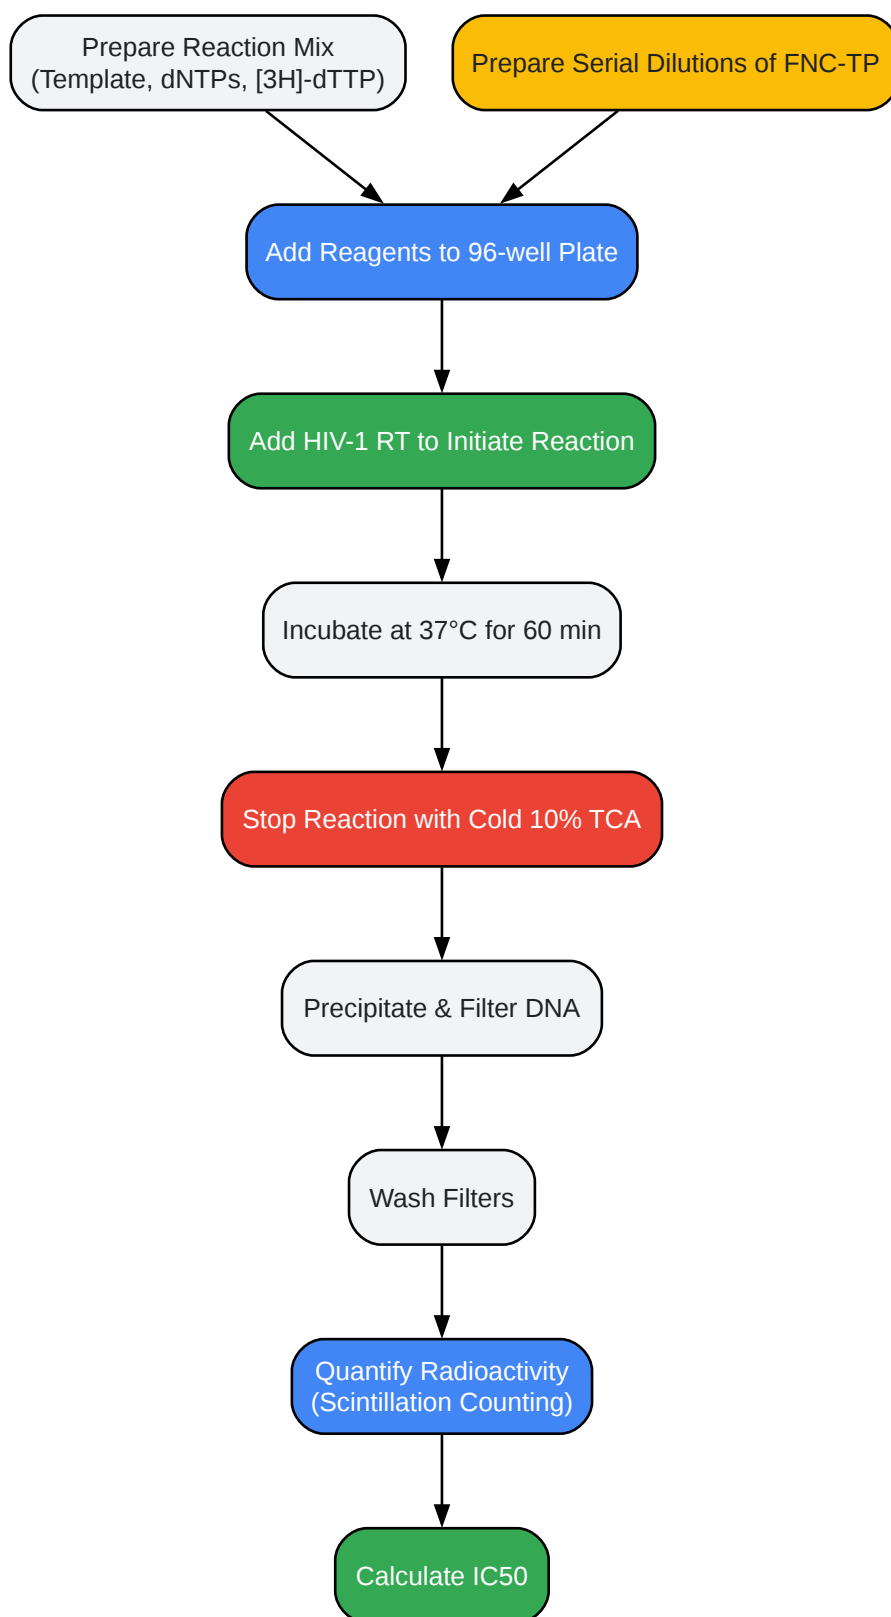 Prepare Reaction Mix
(Template, dNTPs, [3H]-dTTP)
Prepare Serial Dilutions of FNC-TP
Add Reagents to 96-well Plate
Add HIV-1 RT to Initiate Reaction
Incubate at 37°C for 60 min
Stop Reaction with Cold 10% TCA
Precipitate & Filter DNA
Wash Filters
Quantify Radioactivity
(Scintillation Counting)
Calculate IC50